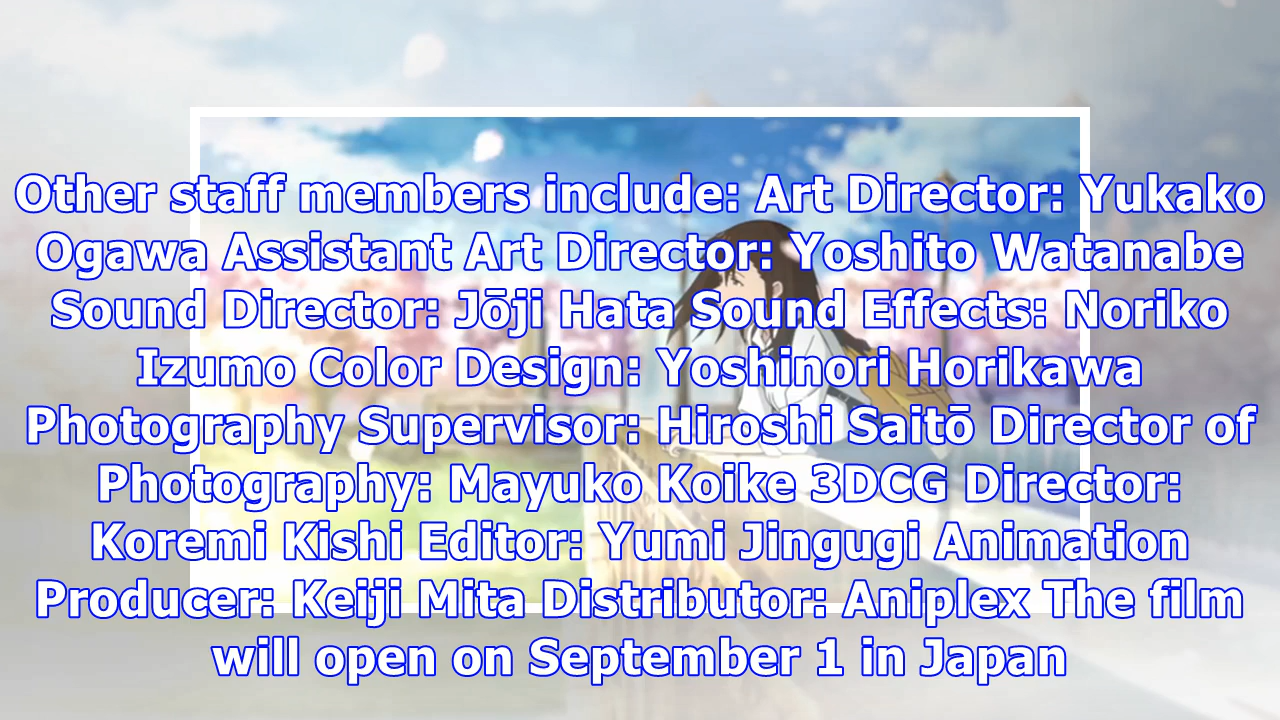 Other staff members include: Art Director: Yukako
Ogawa Assistant Art Director: Yoshito Watanabe
Sound Director: Jōji Hata Sound Effects: Noriko
Izumo Color Design: Yoshinori Horikawa
Photography Supervisor: Hiroshi Saitō Director of
Photography: Mayuko Koike 3DCG Director:
Koremi Kishi Editor: Yumi Jingugi Animation
Producer: Keiji Mita Distributor: Aniplex The film
will open on September 1 in Japan